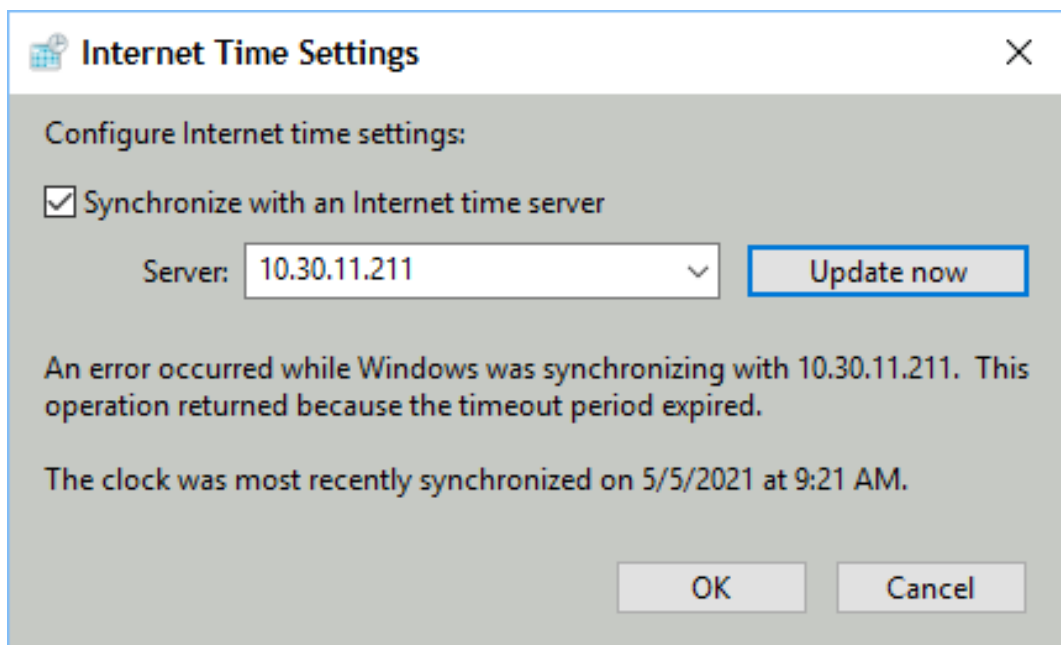 Internet Time Settings
Configure Internet time settings:
Synchronize with an Internet time server
Server: 10.30.11.211 Update now
An error occurred while Windows was synchronizing with 10.30.11.211. This
operation returned because the timeout period expired.
The clock was most recently synchronized on 5/5/2021 at 9:21 AM.
OK Cancel